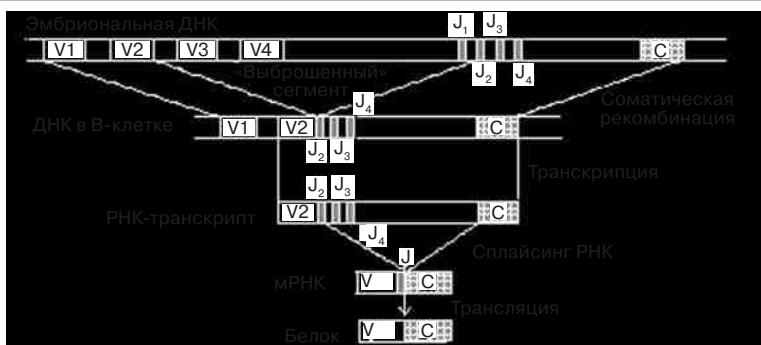 Эмбриональная ДНК
J1 J3
V1 V2 V3 V4 C
J2 J4
«Выброшенный»
сегмент
J4
Соматическая
рекомбинация
ДНК в В-клетке
V1 V2 C
J2 J3
Транскрипция
J2 J3
РНК-транскрипт
V2 C
J4
J
Сплайсинг РНК
мРНК
V C
Трансляция
Белок
V C